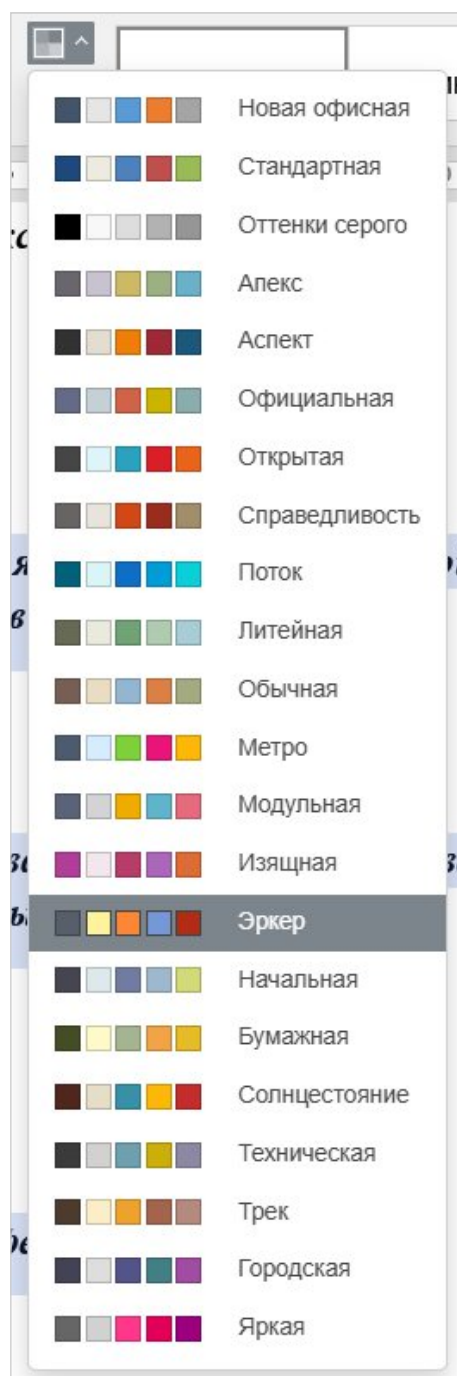 Новая офисная
Стандартная
Оттенки серого
Апекс
Аспект
Официальная
Открытая
Справедливость
Поток
Литейная
Обычная
Метро
Модульная
Изящная
Эркер
Начальная
Бумажная
Солнцестояние
Техническая
Трек
Городская
Яркая